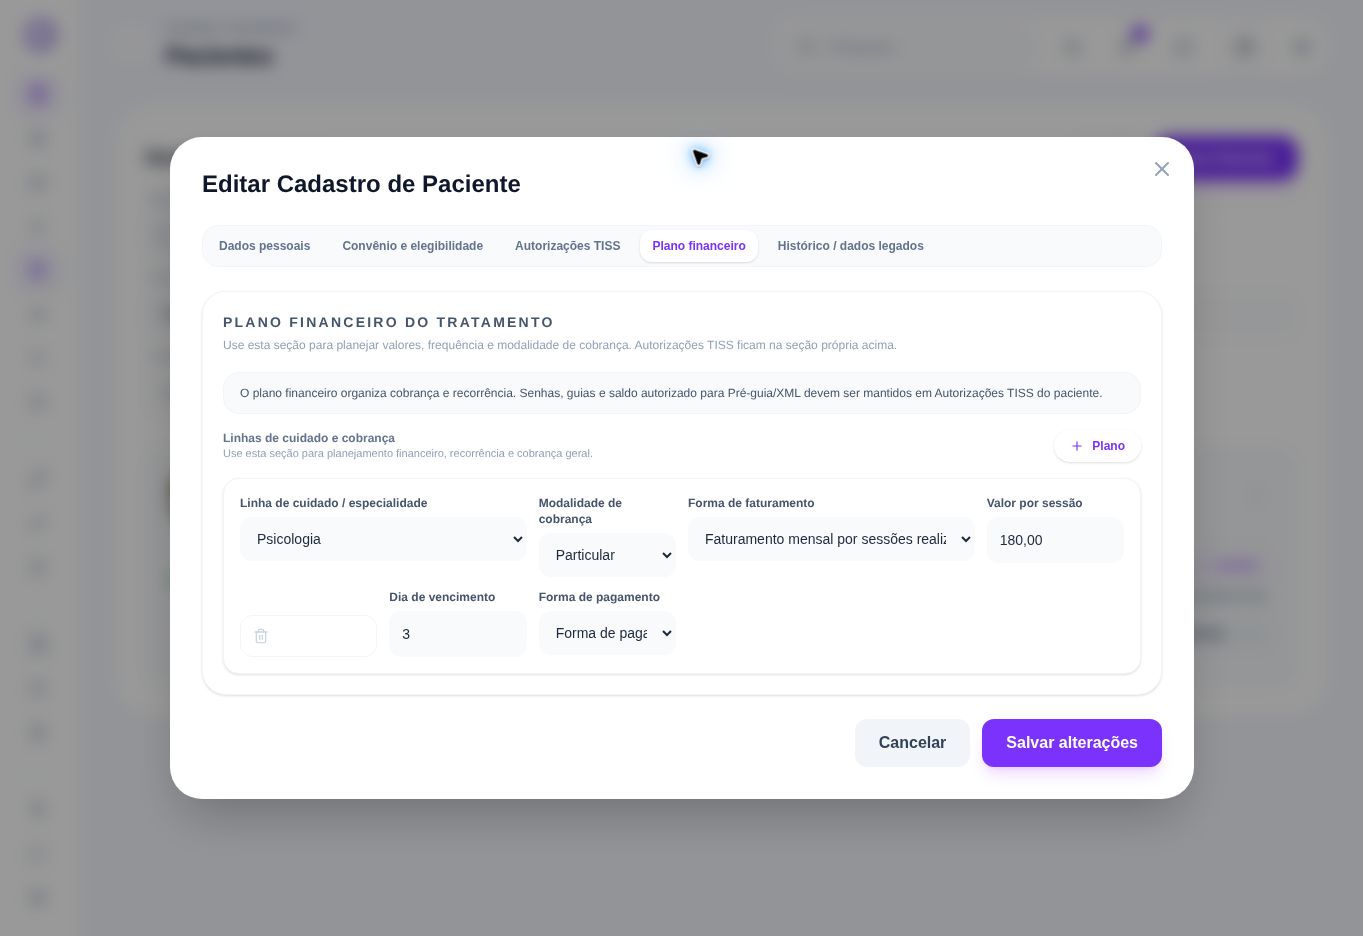 Pacientes
Editar Cadastro de Paciente
Dados pessoais
Convênio e elegibilidade
Autorizações TISS
Plano financeiro
Histórico / dados legados
PLANO FINANCEIRO DO TRATAMENTO
Use esta seção para planejar valores, frequência e modalidade de cobrança. Autorizações TISS ficam na seção própria acima.
O plano financeiro organiza cobrança e recorrência. Senhas, guias e saldo autorizado para Pré-guia/XML devem ser mantidos em Autorizações TISS do paciente.
Linhas de cuidado e cobrança
Use esta seção para planejamento financeiro, recorrência e cobrança geral.
Plano
Linha de cuidado / especialidade
Psicologia
Modalidade de
cobrança
Particular
Forma de faturamento
Faturamento mensal por sessões realiz
Valor por sessão
180,00
Dia de vencimento
3
Forma de pagamento
Forma de paga
Cancelar
Salvar alterações